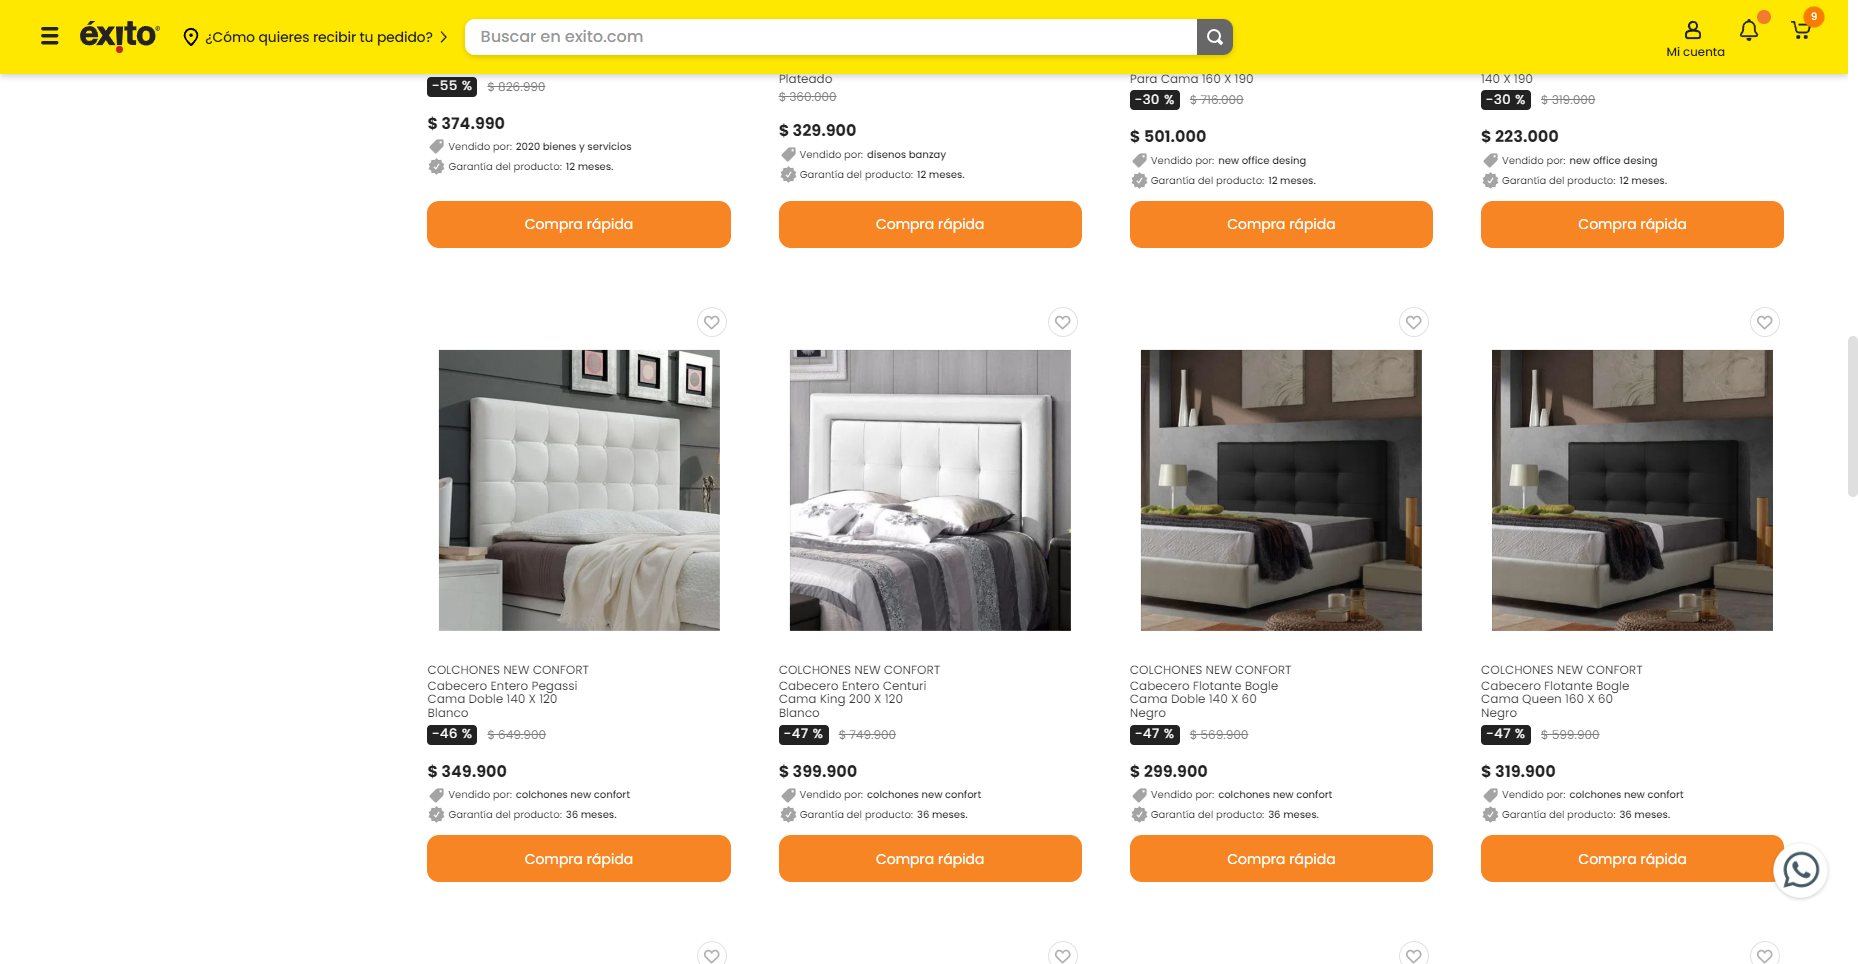 éxito
¿Cómo quieres recibir tu pedido?
Buscar en exito.com
Mi cuenta
9
-55 % $ 826.990
$ 374.990
Vendido por: 2020 bienes y servicios
Garantía del producto: 12 meses.
Compra rápida
Plateado
$ 360.000
$ 329.900
Vendido por: disenos banzay
Garantía del producto: 12 meses.
Compra rápida
Para Cama 160 X 190
-30 % $ 716.000
$ 501.000
Vendido por: new office desing
Garantía del producto: 12 meses.
Compra rápida
140 X 190
-30 % $ 319.000
$ 223.000
Vendido por: new office desing
Garantía del producto: 12 meses.
Compra rápida
COLCHONES NEW CONFORT
Cabecero Entero Pegassi
Cama Doble 140 X 120
Blanco
-46 % $ 649.900
$ 349.900
Vendido por: colchones new confort
Garantía del producto: 36 meses.
Compra rápida
COLCHONES NEW CONFORT
Cabecero Entero Centuri
Cama King 200 X 120
Blanco
-47 % $ 749.900
$ 399.900
Vendido por: colchones new confort
Garantía del producto: 36 meses.
Compra rápida
COLCHONES NEW CONFORT
Cabecero Flotante Bogle
Cama Doble 140 X 60
Negro
-47 % $ 569.900
$ 299.900
Vendido por: colchones new confort
Garantía del producto: 36 meses.
Compra rápida
COLCHONES NEW CONFORT
Cabecero Flotante Bogle
Cama Queen 160 X 60
Negro
-47 % $ 599.900
$ 319.900
Vendido por: colchones new confort
Garantía del producto: 36 meses.
Compra rápida